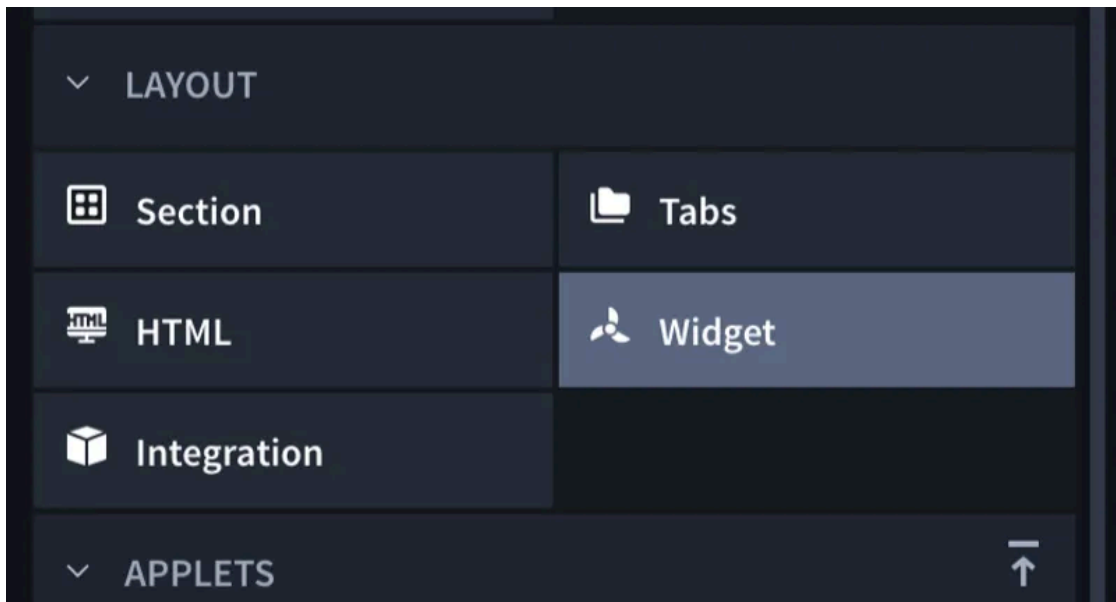 LAYOUT
Section
Tabs
HTML
HTML
Widget
Integration
APPLETS